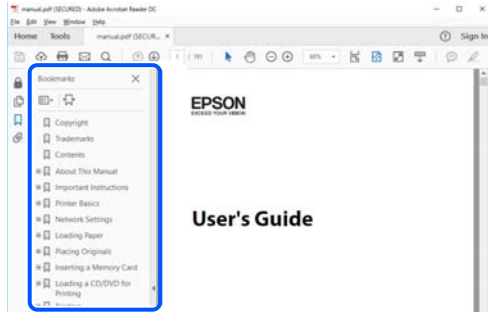 manual.pdf (SECURED) - Adobe Acrobat Reader DC
File Edit View Window Help
Home Tools manual.pdf (SECUR... × Sign In
Bookmarks
Copyright
Trademarks
Contents
About This Manual
Important Instructions
Printer Basics
Network Settings
Loading Paper
Placing Originals
Inserting a Memory Card
Loading a CD/DVD for
Printing
EPSON
EXCEED YOUR VISION
User's Guide